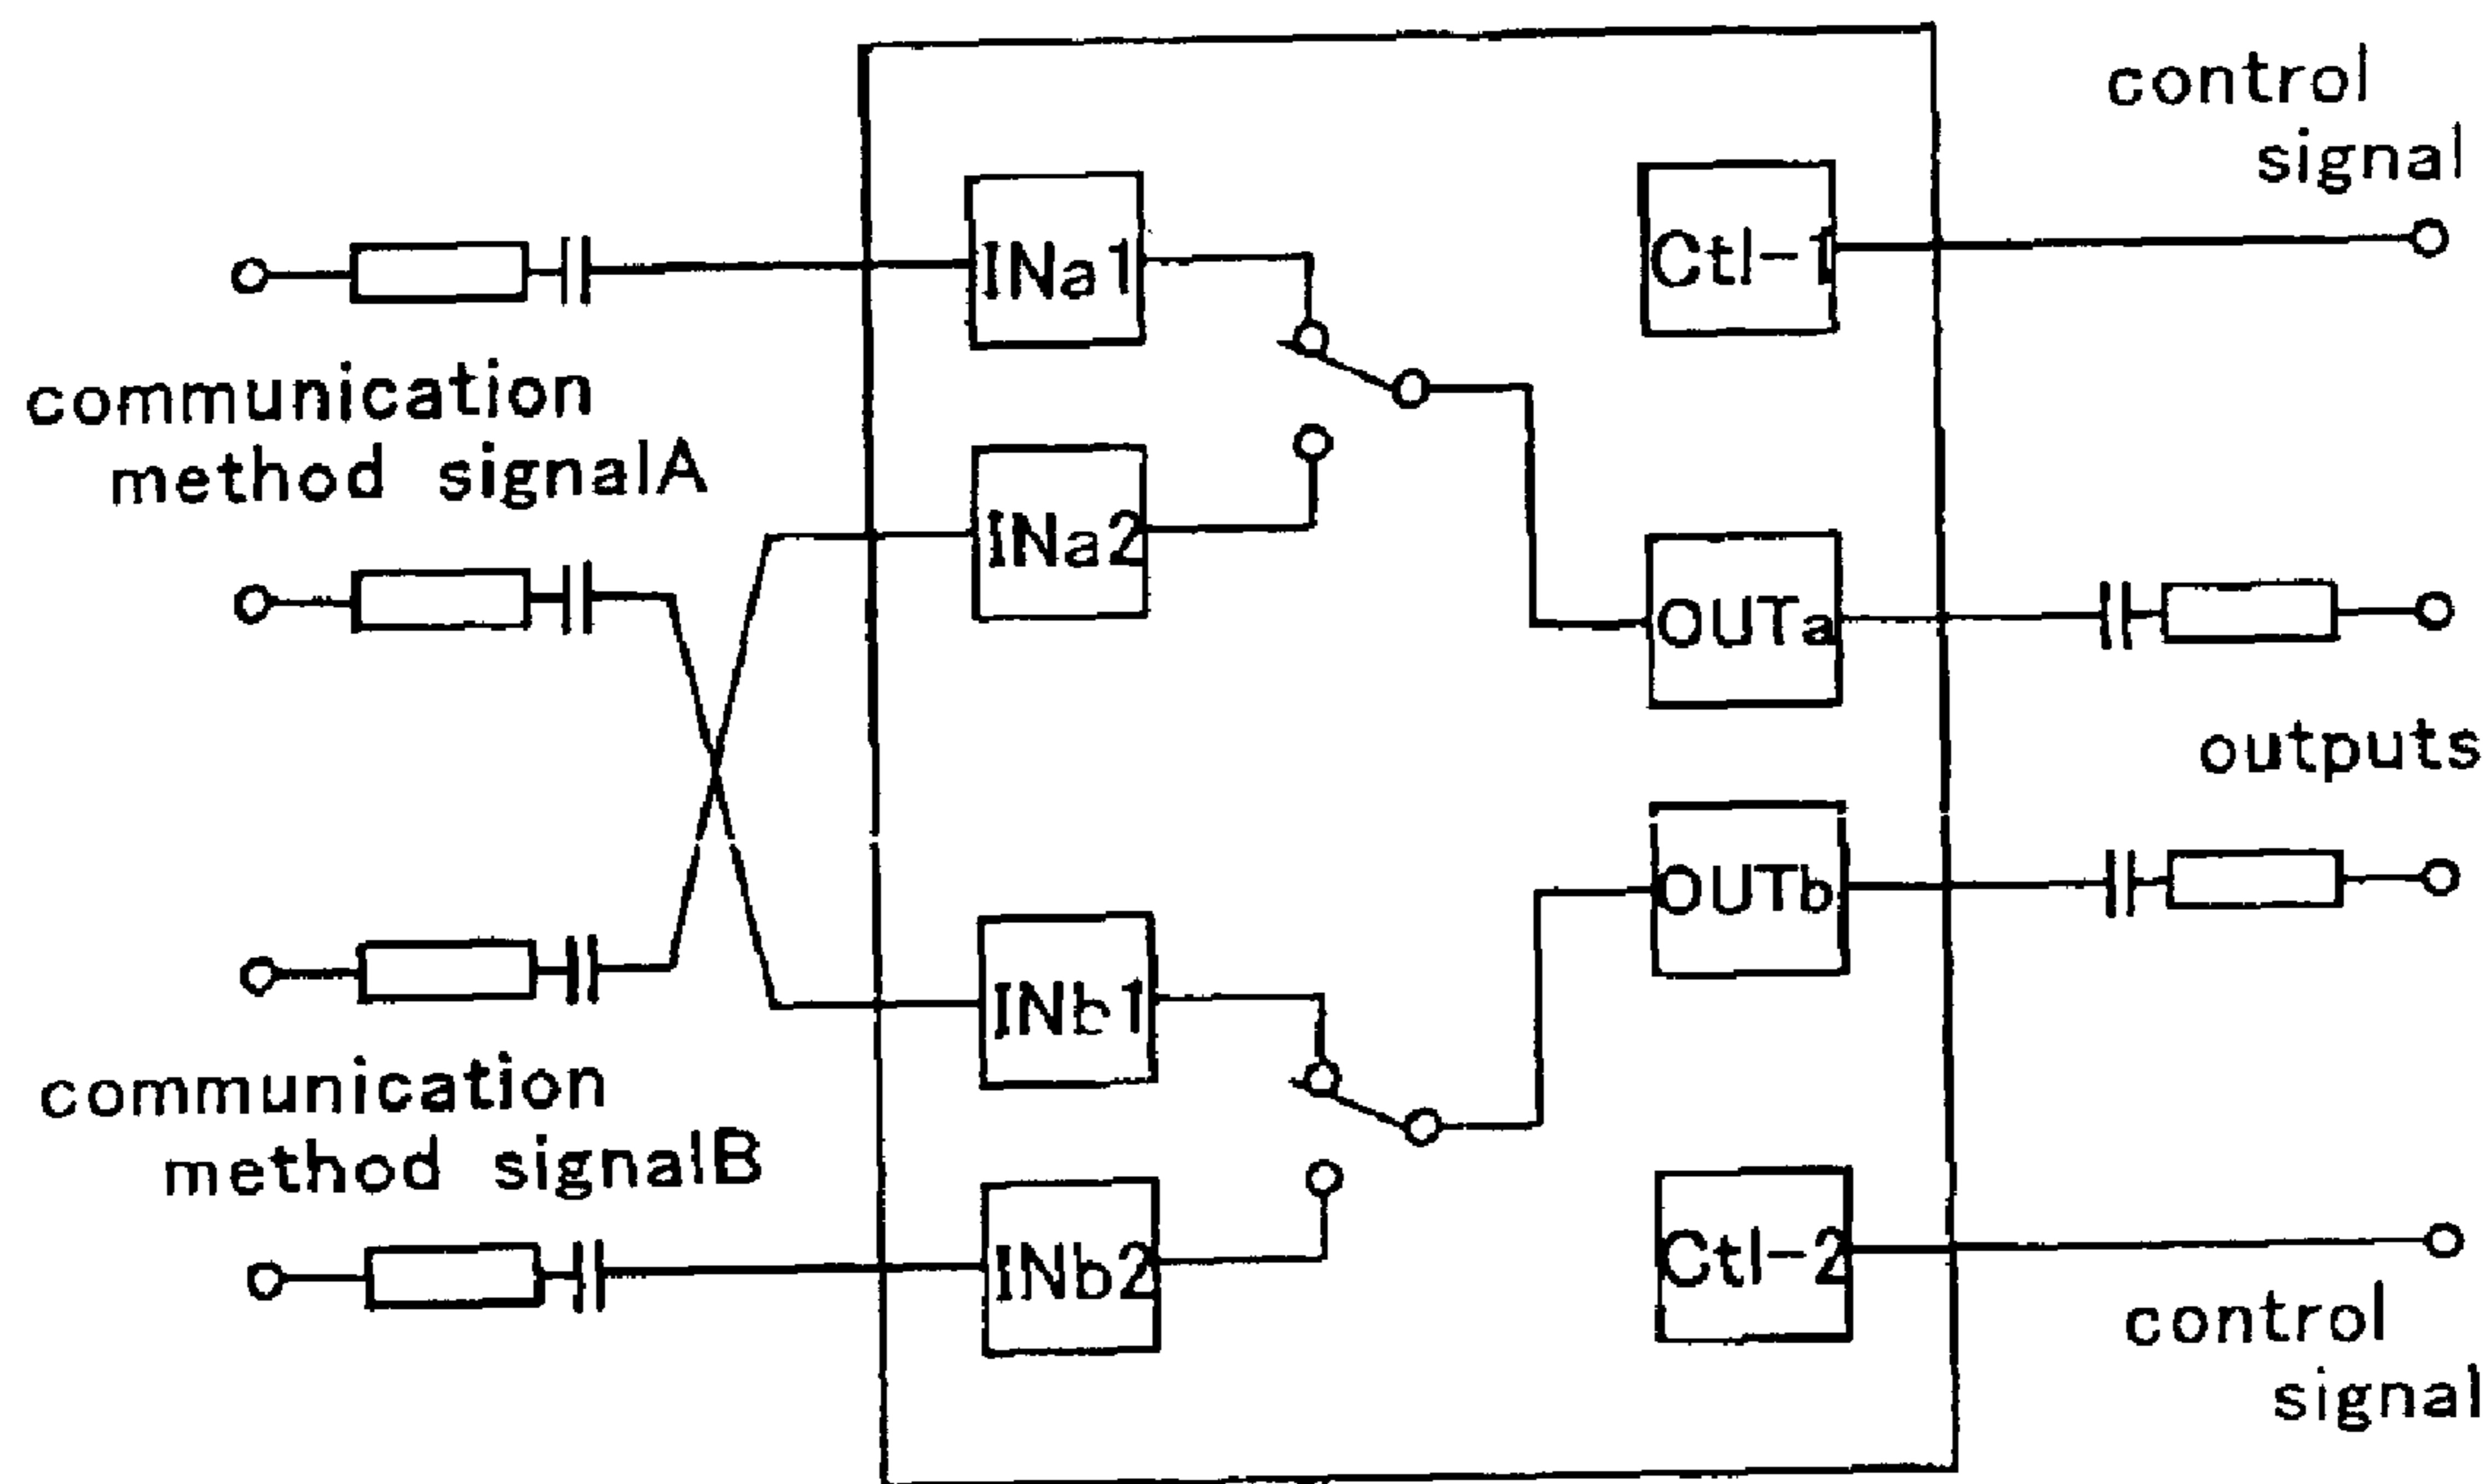 control
signal
INa1
Ctl-1
communication
method signalA
INa2
OUTa
outputs
OUTb
INb1
communication
method signalB
INb2
Ctl-2
control
signal